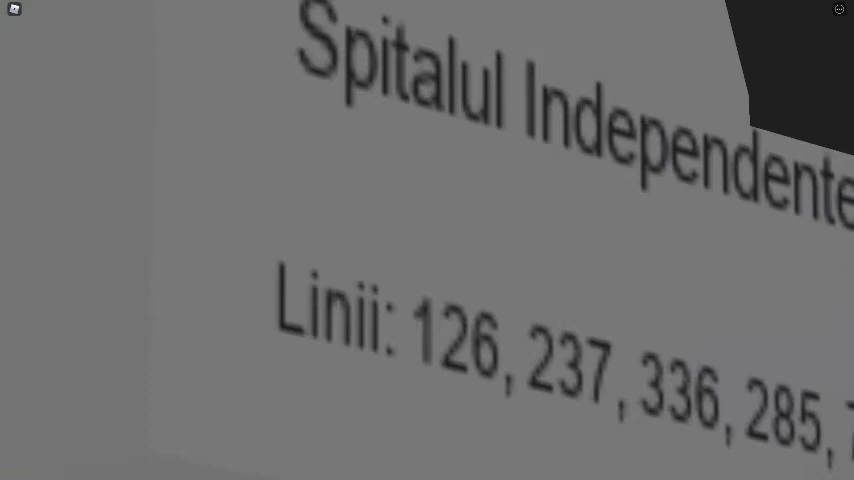 Spitalul Independente
Linii: 126, 237, 336, 285,